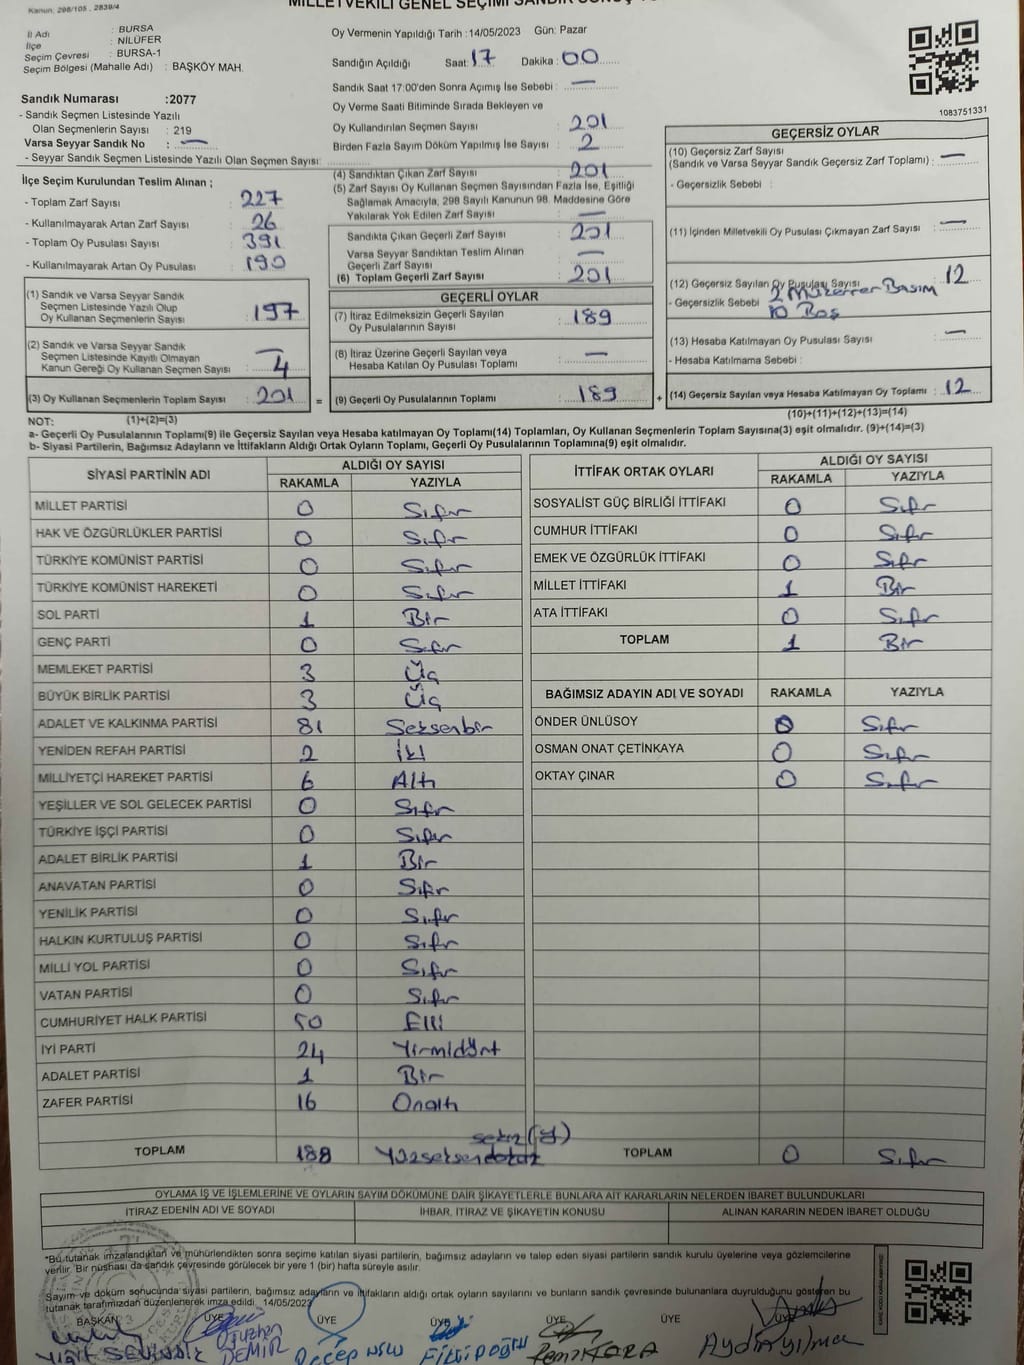 Kanun: 298/105 , 2839/4
MİLLETVEKİLİ GENEL SEÇİMİ SANDIK SONUÇ
İl Adı : BURSA
İlçe : NİLÜFER
Seçim Çevresi : BURSA-1
Seçim Bölgesi (Mahalle Adı) : BAŞKÖY MAH.
Oy Vermenin Yapıldığı Tarih :14/05/2023 Gün: Pazar
Sandığın Açıldığı Saat 17 Dakika : 00
Sandık Saat 17:00'den Sonra Açımış İse Sebebi : —
Oy Verme Saati Bitiminde Sırada Bekleyen ve
Oy Kullandırılan Seçmen Sayısı : 201
Birden Fazla Sayım Döküm Yapılmış İse Sayısı : 2
1083751331
Sandık Numarası :2077
- Sandık Seçmen Listesinde Yazılı
Olan Seçmenlerin Sayısı : 219
Varsa Seyyar Sandık No : —
- Seyyar Sandık Seçmen Listesinde Yazılı Olan Seçmen Sayısı:
İlçe Seçim Kurulundan Teslim Alınan ;
- Toplam Zarf Sayısı : 227
- Kullanılmayarak Artan Zarf Sayısı : 26
- Toplam Oy Pusulası Sayısı : 391
- Kullanılmayarak Artan Oy Pusulası : 190
(1) Sandık ve Varsa Seyyar Sandık
Seçmen Listesinde Yazılı Olup
Oy Kullanan Seçmenlerin Sayısı : 197
(2) Sandık ve Varsa Seyyar Sandık
Seçmen Listesinde Kayıtlı Olmayan
Kanun Gereği Oy Kullanan Seçmen Sayısı : 4
(3) Oy Kullanan Seçmenlerin Toplam Sayısı : 201 =
(4) Sandıktan Çıkan Zarf Sayısı : 201
(5) Zarf Sayısı Oy Kullanan Seçmen Sayısından Fazla İse, Eşitliği
Sağlamak Amacıyla, 298 Sayılı Kanunun 98. Maddesine Göre
Yakılarak Yok Edilen Zarf Sayısı : —
Sandıkta Çıkan Geçerli Zarf Sayısı : 201
Varsa Seyyar Sandıktan Teslim Alınan
Geçerli Zarf Sayısı : —
(6) Toplam Geçerli Zarf Sayısı : 201
GEÇERLİ OYLAR
(7) İtiraz Edilmeksizin Geçerli Sayılan
Oy Pusulalarının Sayısı : 189
(8) İtiraz Üzerine Geçerli Sayılan veya
Hesaba Katılan Oy Pusulası Toplamı : —
(9) Geçerli Oy Pusulalarının Toplamı : 189 +
GEÇERSİZ OYLAR
(10) Geçersiz Zarf Sayısı
(Sandık ve Varsa Seyyar Sandık Geçersiz Zarf Toplamı) : —
- Geçersizlik Sebebi :
(11) İçinden Milletvekili Oy Pusulası Çıkmayan Zarf Sayısı : —
(12) Geçersiz Sayılan Oy Pusulası Sayısı : 12
- Geçersizlik Sebebi 2 Müzerrer Basım
10 Boş
(13) Hesaba Katılmayan Oy Pusulası Sayısı : —
- Hesaba Katılmama Sebebi :
(14) Geçersiz Sayılan veya Hesaba Katılmayan Oy Toplamı : 12
NOT: (1)+(2)=(3) (10)+(11)+(12)+(13)=(14)
a- Geçerli Oy Pusulalarının Toplamı(9) ile Geçersiz Sayılan veya Hesaba katılmayan Oy Toplamı(14) Toplamları, Oy Kullanan Seçmenlerin Toplam Sayısına(3) eşit olmalıdır. (9)+(14)=(3)
b- Siyasi Partilerin, Bağımsız Adayların ve İttifakların Aldığı Ortak Oyların Toplamı, Geçerli Oy Pusulalarının Toplamına(9) eşit olmalıdır.
SİYASİ PARTİNİN ADI ALDIĞI OY SAYISI
RAKAMLA YAZIYLA
MİLLET PARTİSİ 0 Sıfır
HAK VE ÖZGÜRLÜKLER PARTİSİ 0 Sıfır
TÜRKİYE KOMÜNİST PARTİSİ 0 Sıfır
TÜRKİYE KOMÜNİST HAREKETİ 0 Sıfır
SOL PARTİ 1 Bir
GENÇ PARTİ 0 Sıfır
MEMLEKET PARTİSİ 3 Üç
BÜYÜK BİRLİK PARTİSİ 3 Üç
ADALET VE KALKINMA PARTİSİ 81 Seksenbir
YENİDEN REFAH PARTİSİ 2 İki
MİLLİYETÇİ HAREKET PARTİSİ 6 Altı
YEŞİLLER VE SOL GELECEK PARTİSİ 0 Sıfır
TÜRKİYE İŞÇİ PARTİSİ 0 Sıfır
ADALET BİRLİK PARTİSİ 1 Bir
ANAVATAN PARTİSİ 0 Sıfır
YENİLİK PARTİSİ 0 Sıfır
HALKIN KURTULUŞ PARTİSİ 0 Sıfır
MİLLİ YOL PARTİSİ 0 Sıfır
VATAN PARTİSİ 0 Sıfır
CUMHURİYET HALK PARTİSİ 50 Elli
İYİ PARTİ 24 Yirmidört
ADALET PARTİSİ 1 Bir
ZAFER PARTİSİ 16 Onaltı
sekiz (y)
TOPLAM 188 Yüzseksendokuz
İTTİFAK ORTAK OYLARI ALDIĞI OY SAYISI
RAKAMLA YAZIYLA
SOSYALİST GÜÇ BİRLİĞİ İTTİFAKI 0 Sıfır
CUMHUR İTTİFAKI 0 Sıfır
EMEK VE ÖZGÜRLÜK İTTİFAKI 0 Sıfır
MİLLET İTTİFAKI 1 Bir
ATA İTTİFAKI 0 Sıfır
TOPLAM 1 Bir
BAĞIMSIZ ADAYIN ADI VE SOYADI RAKAMLA YAZIYLA
ÖNDER ÜNLÜSOY 0 Sıfır
OSMAN ONAT ÇETİNKAYA 0 Sıfır
OKTAY ÇINAR 0 Sıfır
TOPLAM 0 Sıfır
OYLAMA İŞ VE İŞLEMLERİNE VE OYLARIN SAYIM DÖKÜMÜNE DAİR ŞİKAYETLERLE BUNLARA AİT KARARLARIN NELERDEN İBARET BULUNDUKLARI
İTİRAZ EDENİN ADI VE SOYADI İHBAR, İTİRAZ VE ŞİKAYETİN KONUSU ALINAN KARARIN NEDEN İBARET OLDUĞU
*Bu tutanak imzalandıktan ve mühürlendikten sonra seçime katılan siyasi partilerin, bağımsız adayların ve talep eden siyasi partilerin sandık kurulu üyelerine veya gözlemcilerine
verilir. Bir nüshası da sandık çevresinde görülecek bir yere 1 (bir) hafta süreyle asılır.
Sayım ve döküm sonucunda siyasi partilerin, bağımsız adayların ve ittifakların aldığı ortak oyların sayılarını ve bunların sandık çevresinde bulunanlara duyrulduğunu gösteren bu
tutanak tarafımızdan düzenlenerek imza edildi. 14/05/2023
BAŞKAN ÜYE ÜYE ÜYE ÜYE ÜYE
Oğuzhan
DEMİR
Aydın Yılmaz